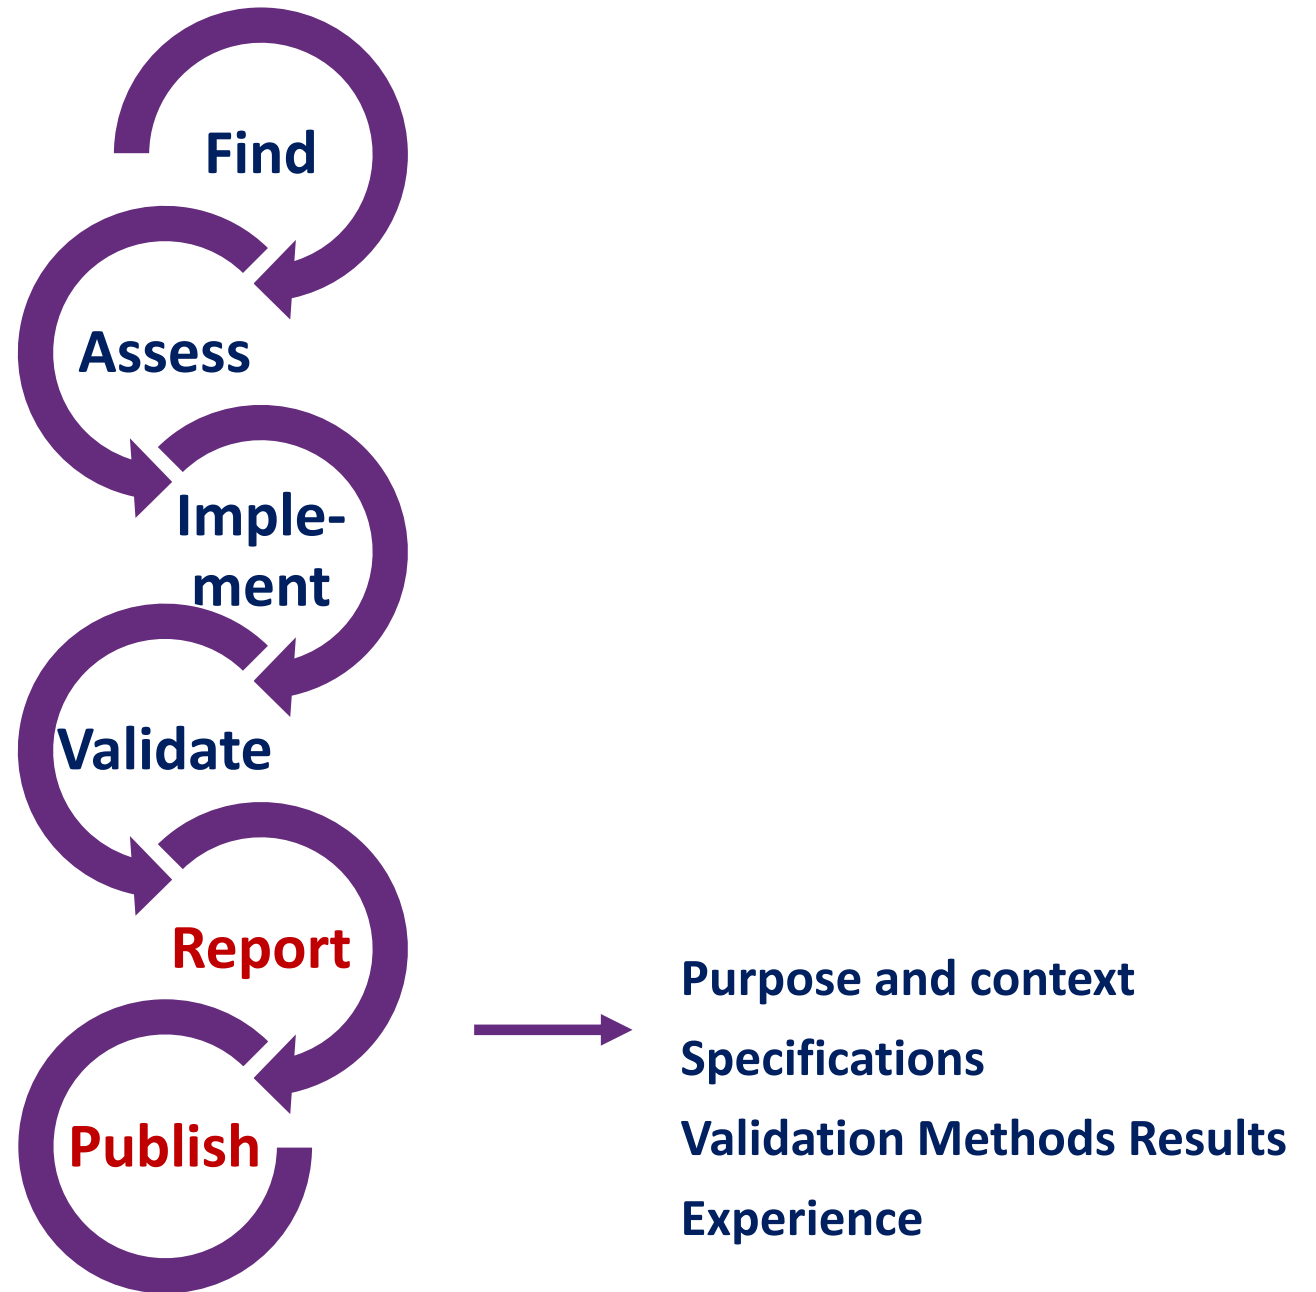 Find
Assess
Imple-
ment
Validate
Report
Publish
Purpose and context
Specifications
Validation Methods Results
Experience